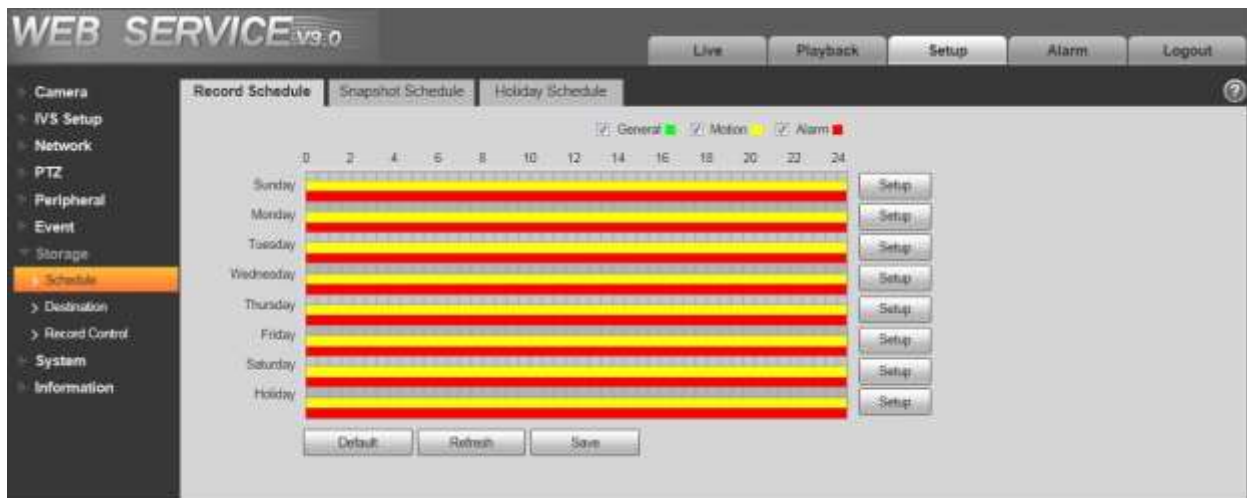 WEB SERVICE V3.0
Live Playback Setup Alarm Logout
Camera
IVS Setup
Network
PTZ
Peripheral
Event
Storage
Schedule
Destination
Record Control
System
Information
Record Schedule Snapshot Schedule Holiday Schedule
General Motion Alarm
0 2 4 6 8 10 12 14 16 18 20 22 24
Sunday Setup
Monday Setup
Tuesday Setup
Wednesday Setup
Thursday Setup
Friday Setup
Saturday Setup
Holiday Setup
Default Refresh Save